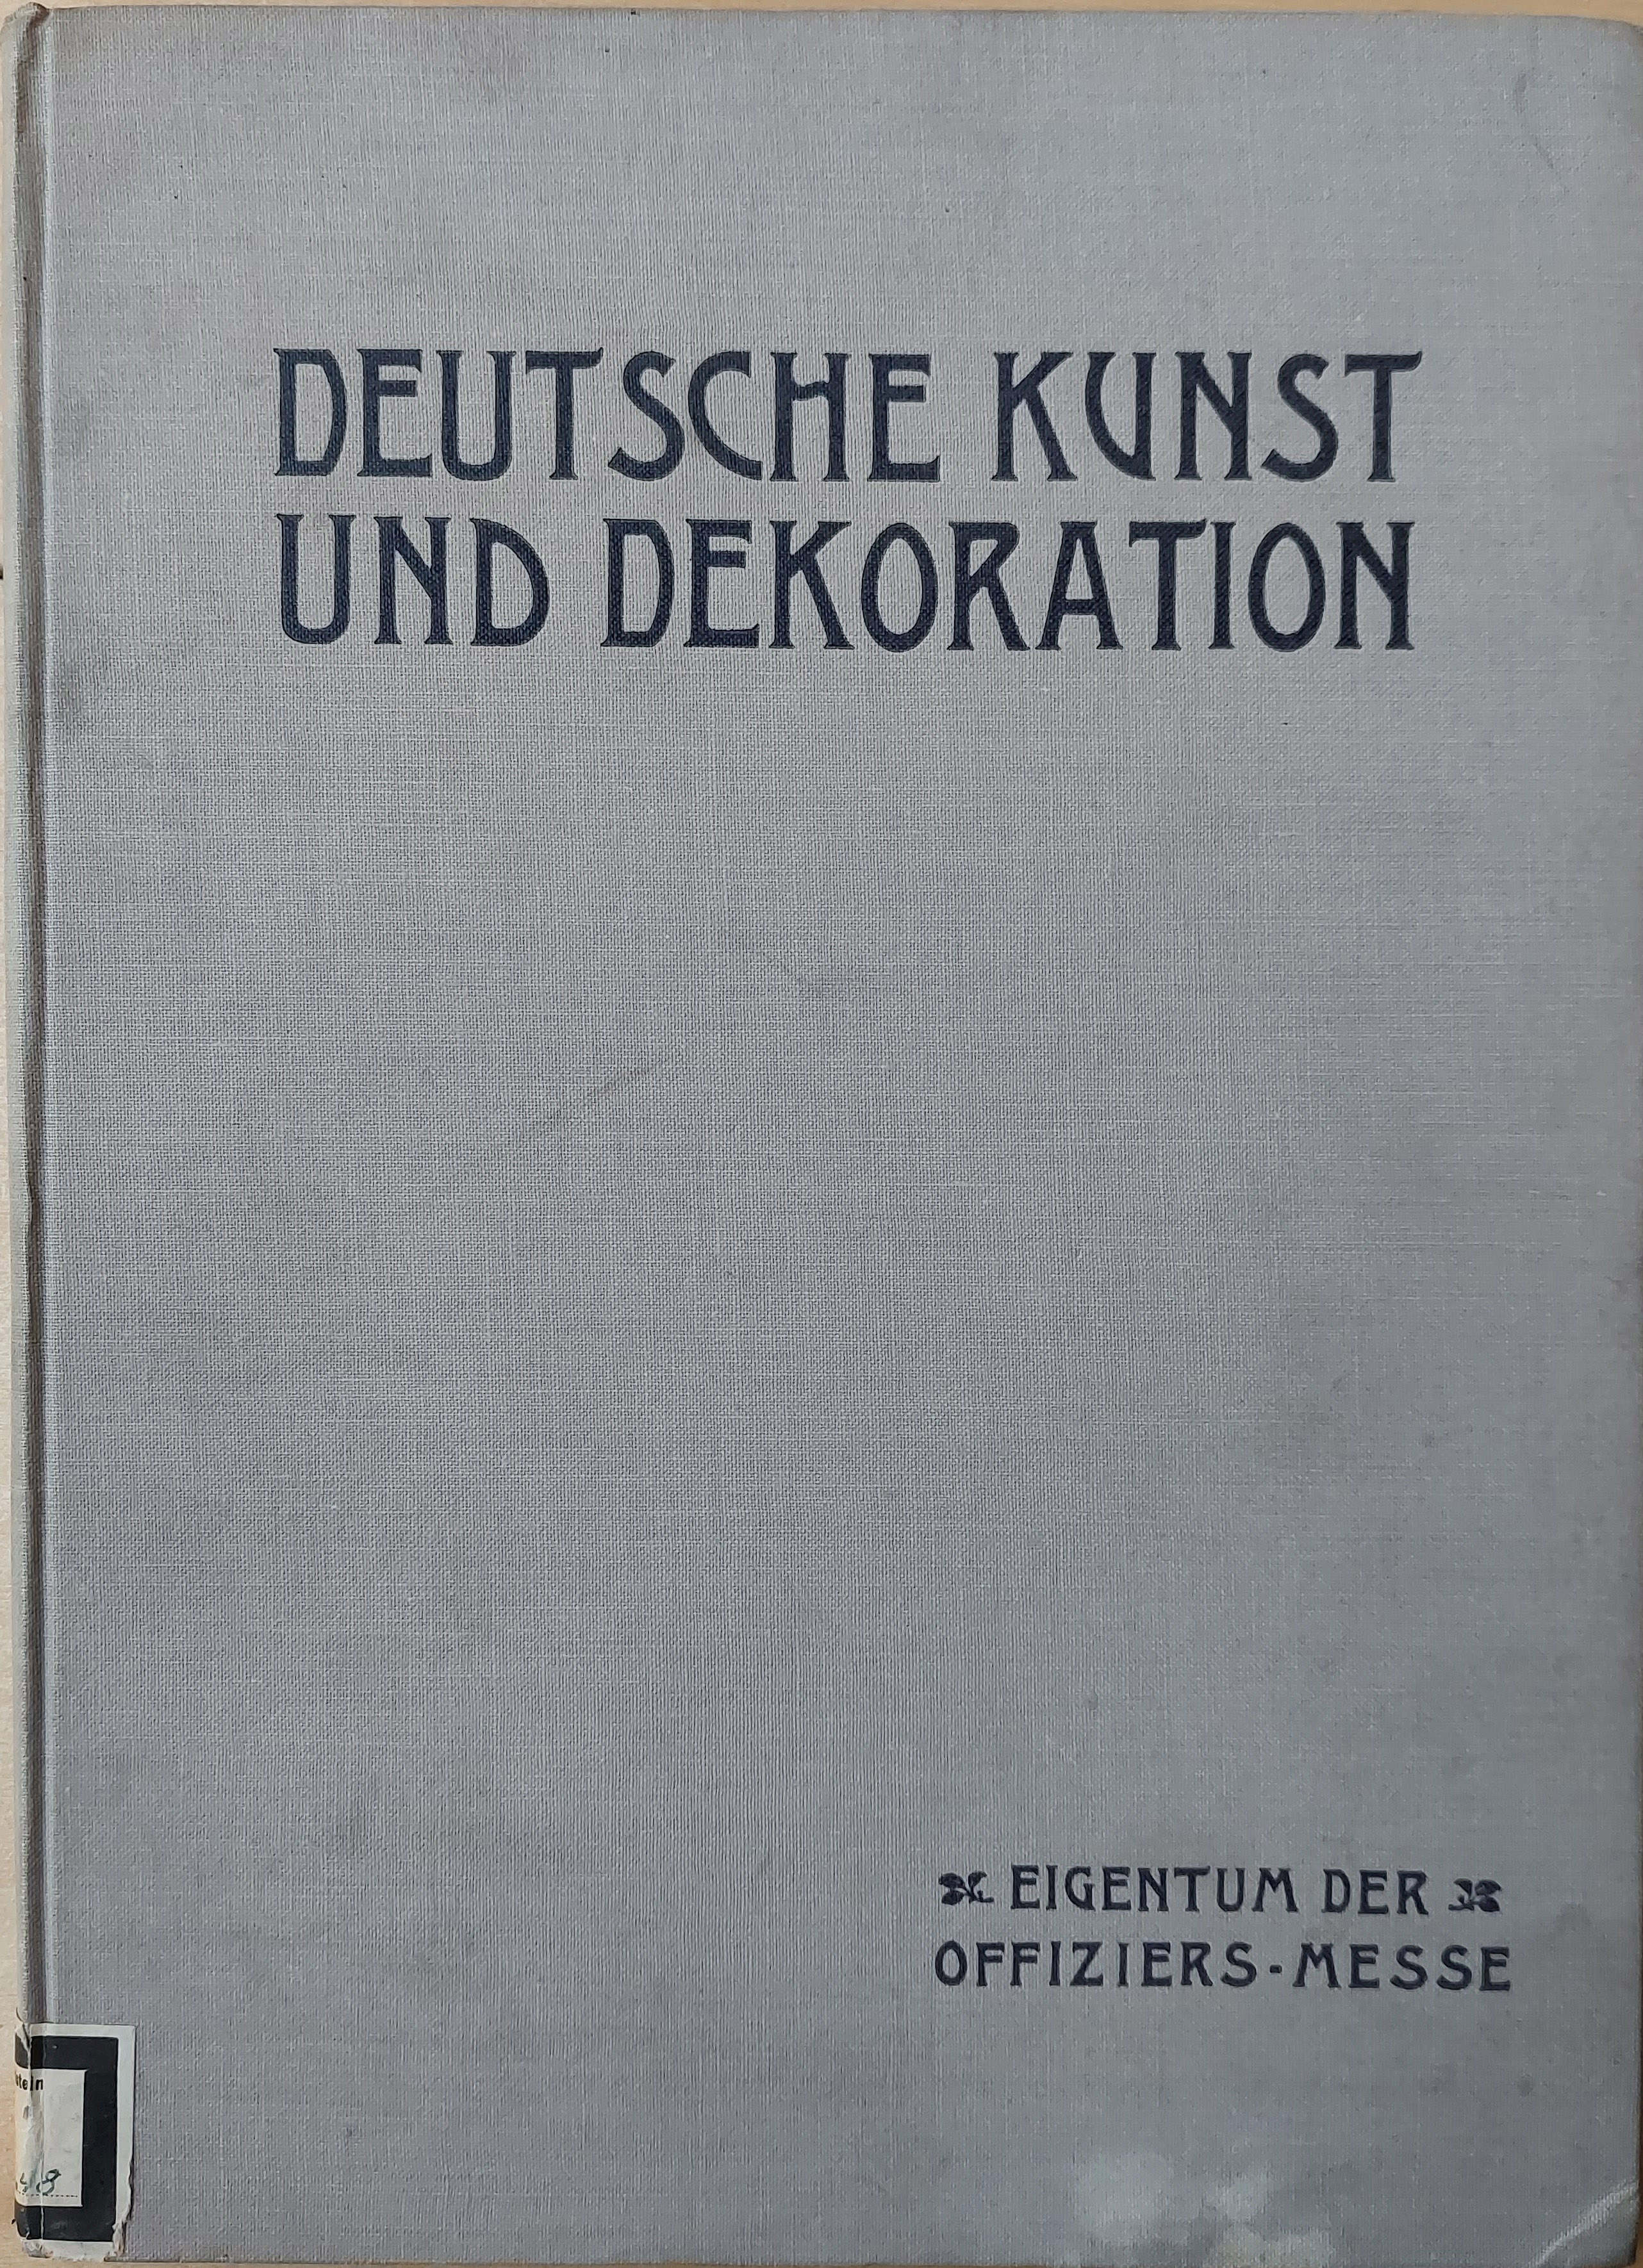 DEUTSCHE KUNST
UND DEKORATION
EIGENTUM DER
OFFIZIERS-MESSE